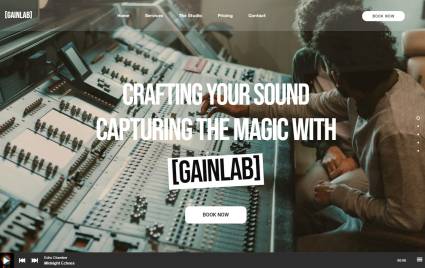 [GAINLAB]
Home Services The Studio Pricing Contact
BOOK NOW
CRAFTING YOUR SOUND
CAPTURING THE MAGIC WITH
[GAINLAB]
BOOK NOW
Echo Chamber
Midnight Echoes
00:00